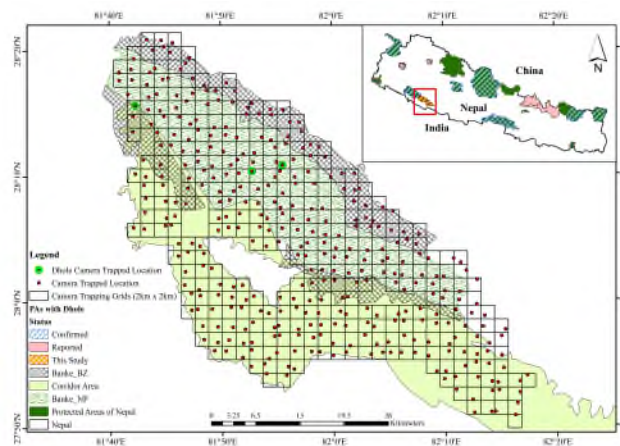 81°40'E 81°50'E 82°0'E 82°10'E 82°20'E
28°20'N
28°10'N
28°0'N
27°50'N
China
Nepal
India
N
Legend
Dhole Camera Trapped Location
Camera Trapped Location
Camera Trapping Grids (2km x 2km)
PAs with Dhole
Status
Confirmed
Reported
This Study
Banke_BZ
Corridor Area
Banke_NP
Protected Areas of Nepal
Nepal
0 3.25 6.5 13 19.5 26
Kilometers
81°40'E 81°50'E 82°0'E 82°10'E 82°20'E